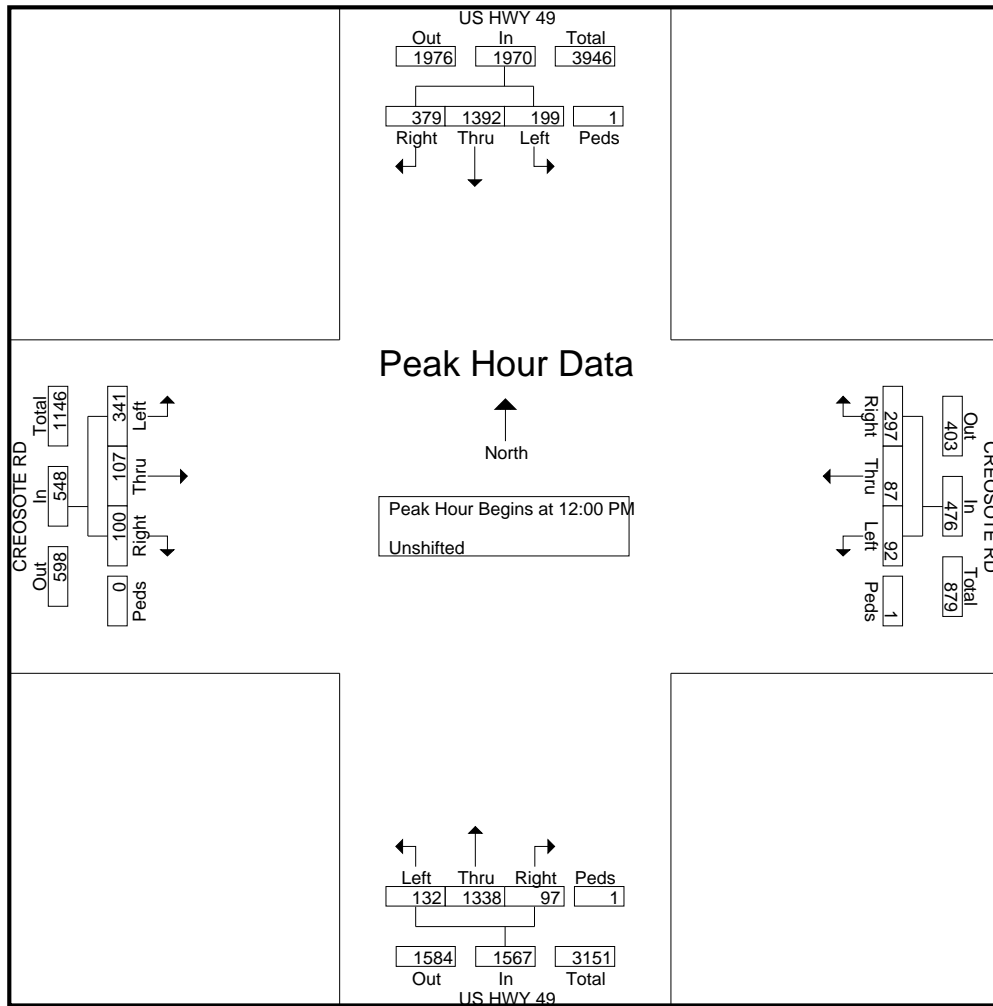 US HWY 49
Out In Total
1976 1970 3946
379 1392 199 1
Right Thru Left Peds
Peak Hour Data
North
Peak Hour Begins at 12:00 PM
Unshifted
CREOSOTE RD
Total In Out
1146 548 598
341 107 100 0
Left Thru Right Peds
CREOSOTE RD
Out In Total
403 476 879
297 87 92 1
Right Thru Left Peds
Left Thru Right Peds
132 1338 97 1
1584 1567 3151
Out In Total
US HWY 49